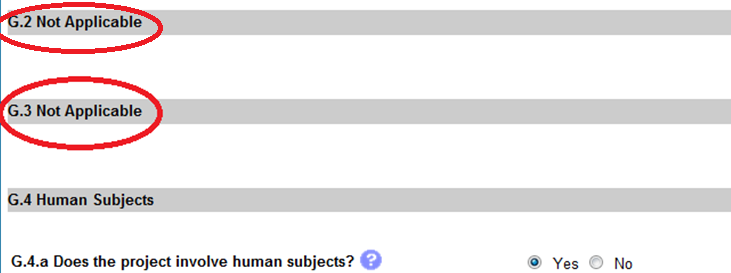 G.2 Not Applicable
G.3 Not Applicable
G.4 Human Subjects
G.4.a Does the project involve human subjects? ? Yes No